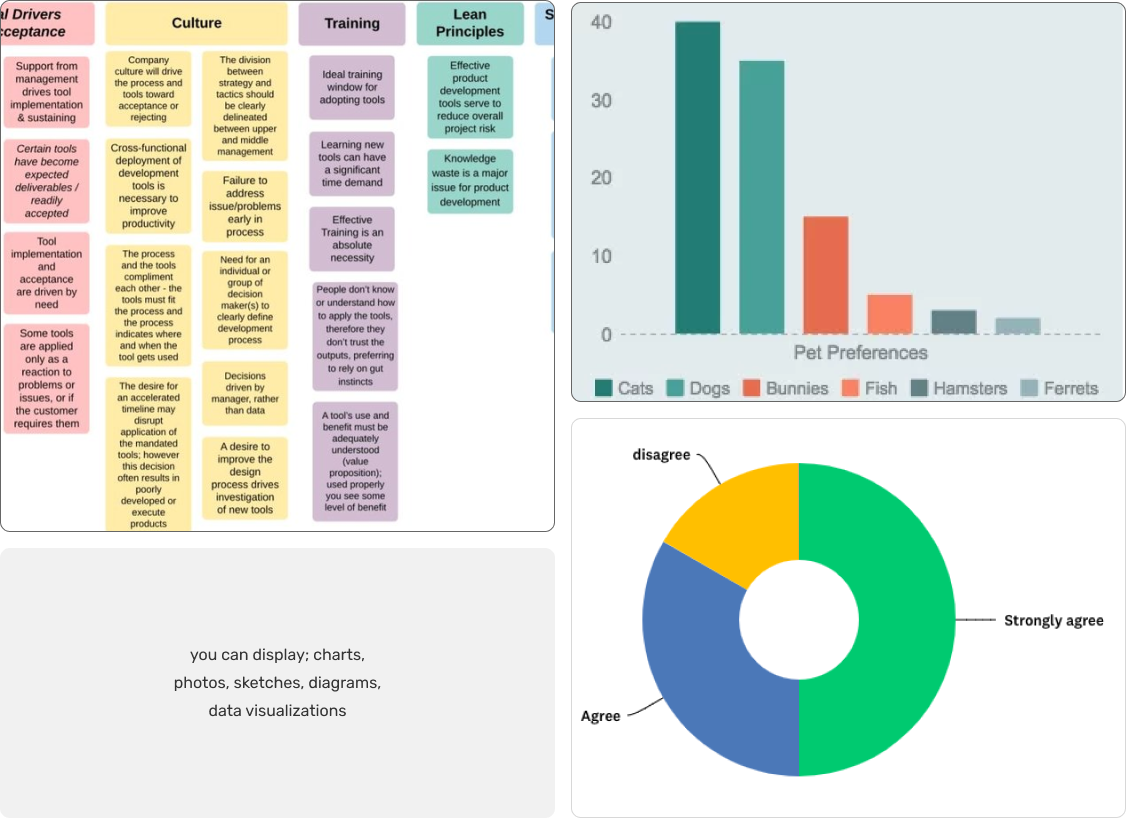 al Drivers
cceptance
Support from
management
drives tool
implementation
& sustaining
Certain tools
have become
expected
deliverables /
readily
accepted
Tool
implementation
and
acceptance
are driven by
need
Some tools
are applied
only as a
reaction to
problems or
issues, or if
the customer
requires them
Culture
Company
culture will drive
the process and
tools toward
acceptance or
rejecting
Cross-functional
deployment of
development
tools is
necessary to
improve
productivity
The process
and the tools
compliment
each other - the
tools must fit
the process and
the process
indicates where
and when the
tool gets used
The desire for
an accelerated
timeline may
disrupt
application of
the mandated
tools; however
this decision
often results in
poorly
developed or
execute
products
The division
between
strategy and
tactics should
be clearly
delineated
between upper
and middle
management
Failure to
address
issue/problems
early in
process
Need for an
individual or
group of
decision
maker(s) to
clearly define
development
process
Decisions
driven by
manager, rather
than data
A desire to
improve the
design
process drives
investigation
of new tools
Training
Ideal training
window for
adopting tools
Learning new
tools can have
a significant
time demand
Effective
Training is an
absolute
necessity
People don't know
or understand how
to apply the tools,
therefore they
don't trust the
outputs, preferring
to rely on gut
instincts
A tool's use and
benefit must be
adequately
understood
(value
proposition);
used properly
you see some
level of benefit
Lean
Principles
Effective
product
development
tools serve to
reduce overall
project risk
Knowledge
waste is a major
issue for product
development
S
40
30
20
10
0
Pet Preferences
Cats Dogs Bunnies Fish Hamsters Ferrets
you can display; charts,
photos, sketches, diagrams,
data visualizations
disagree
Strongly agree
Agree